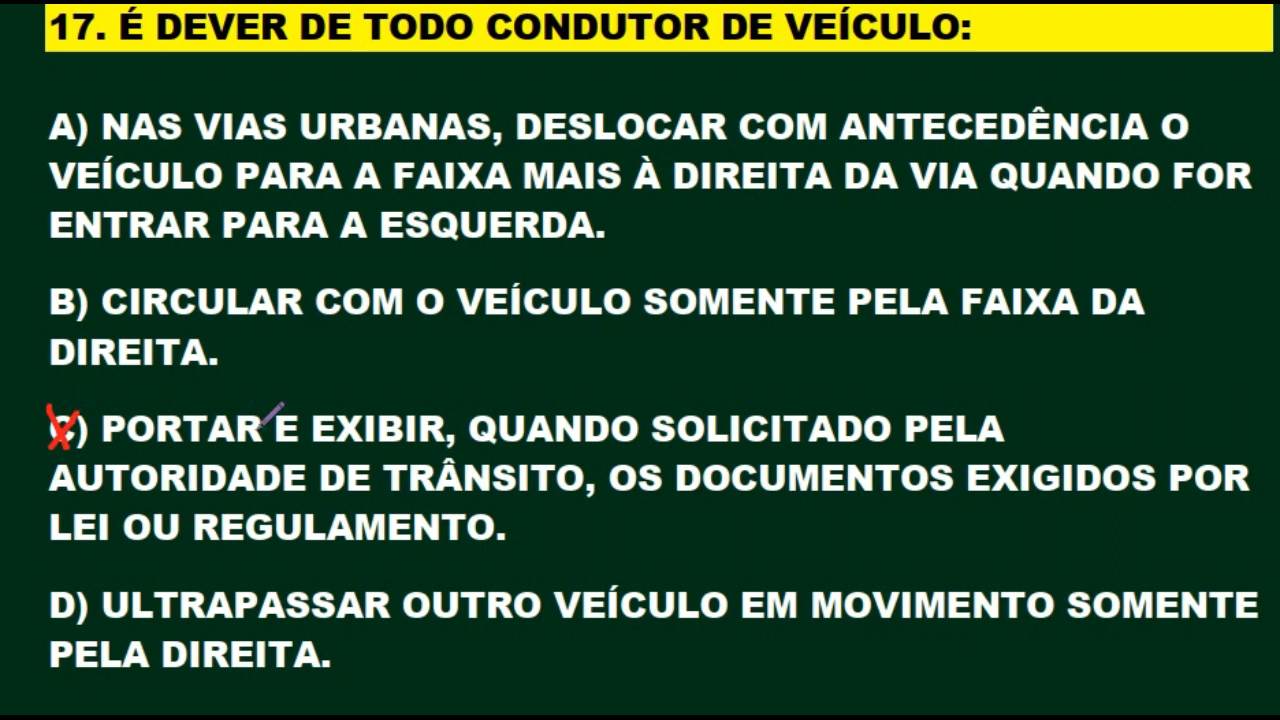 17. É DEVER DE TODO CONDUTOR DE VEÍCULO:
A) NAS VIAS URBANAS, DESLOCAR COM ANTECEDÊNCIA O
VEÍCULO PARA A FAIXA MAIS À DIREITA DA VIA QUANDO FOR
ENTRAR PARA A ESQUERDA.
B) CIRCULAR COM O VEÍCULO SOMENTE PELA FAIXA DA
DIREITA.
C) PORTAR E EXIBIR, QUANDO SOLICITADO PELA
AUTORIDADE DE TRÂNSITO, OS DOCUMENTOS EXIGIDOS POR
LEI OU REGULAMENTO.
D) ULTRAPASSAR OUTRO VEÍCULO EM MOVIMENTO SOMENTE
PELA DIREITA.